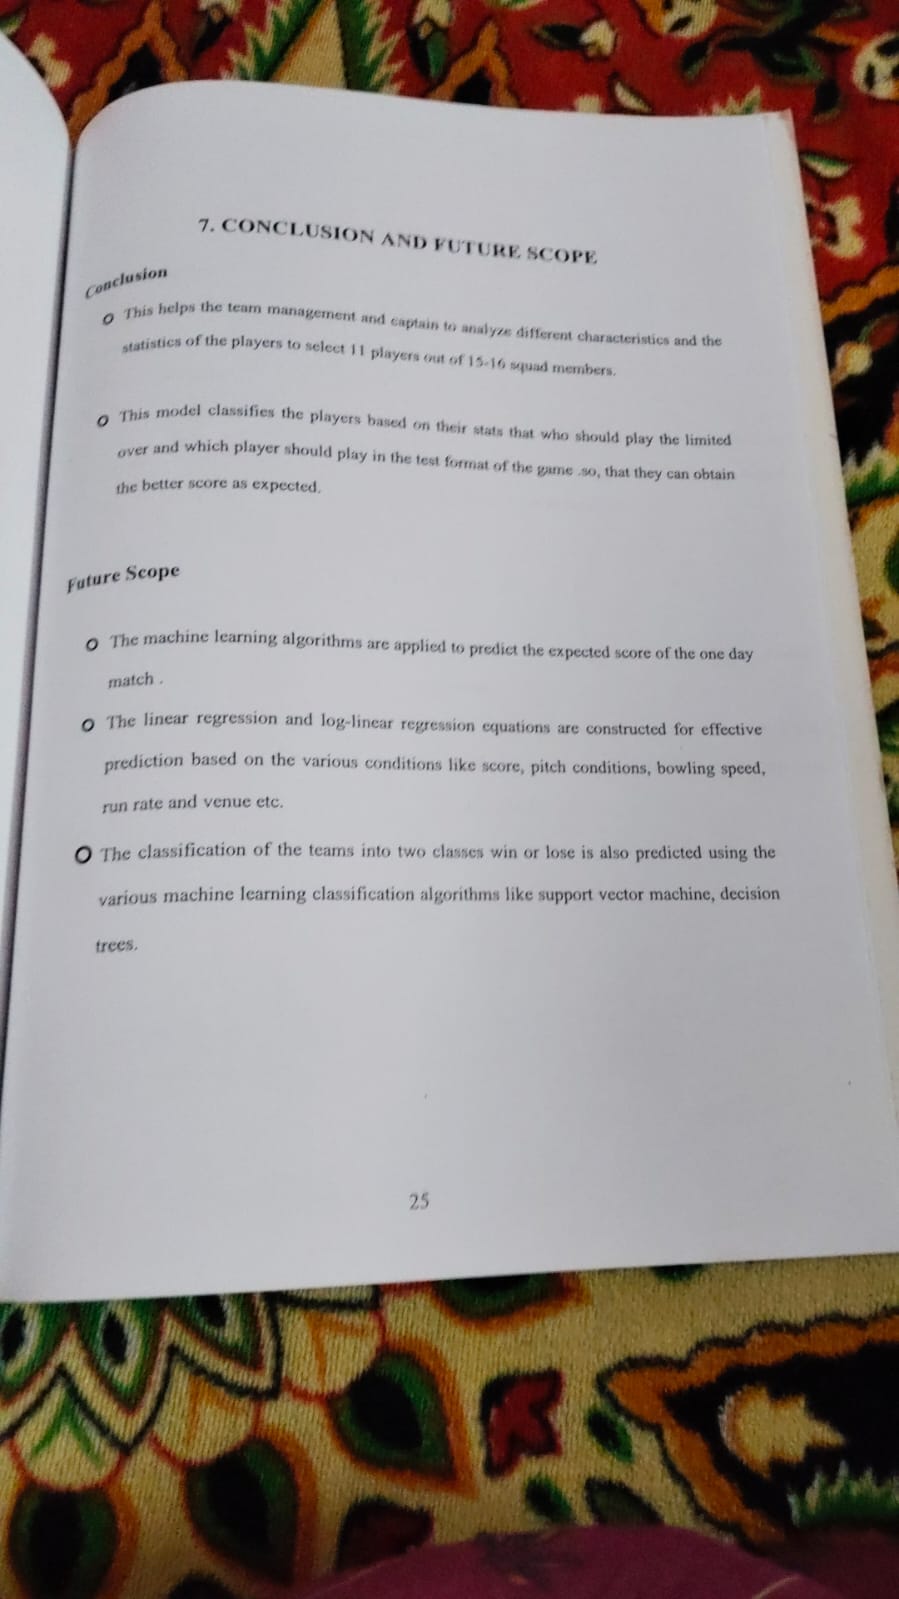 7. CONCLUSION AND FUTURE SCOPE
Conclusion
This helps the team management and captain to analyze different characteristics and the
statistics of the players to select 11 players out of 15-16 squad members.
This model classifies the players based on their stats that who should play the limited
over and which player should play in the test format of the game .so, that they can obtain
the better score as expected.
Future Scope
The machine learning algorithms are applied to predict the expected score of the one day
match .
The linear regression and log-linear regression equations are constructed for effective
prediction based on the various conditions like score, pitch conditions, bowling speed,
run rate and venue etc.
The classification of the teams into two classes win or lose is also predicted using the
various machine learning classification algorithms like support vector machine, decision
trees.
25